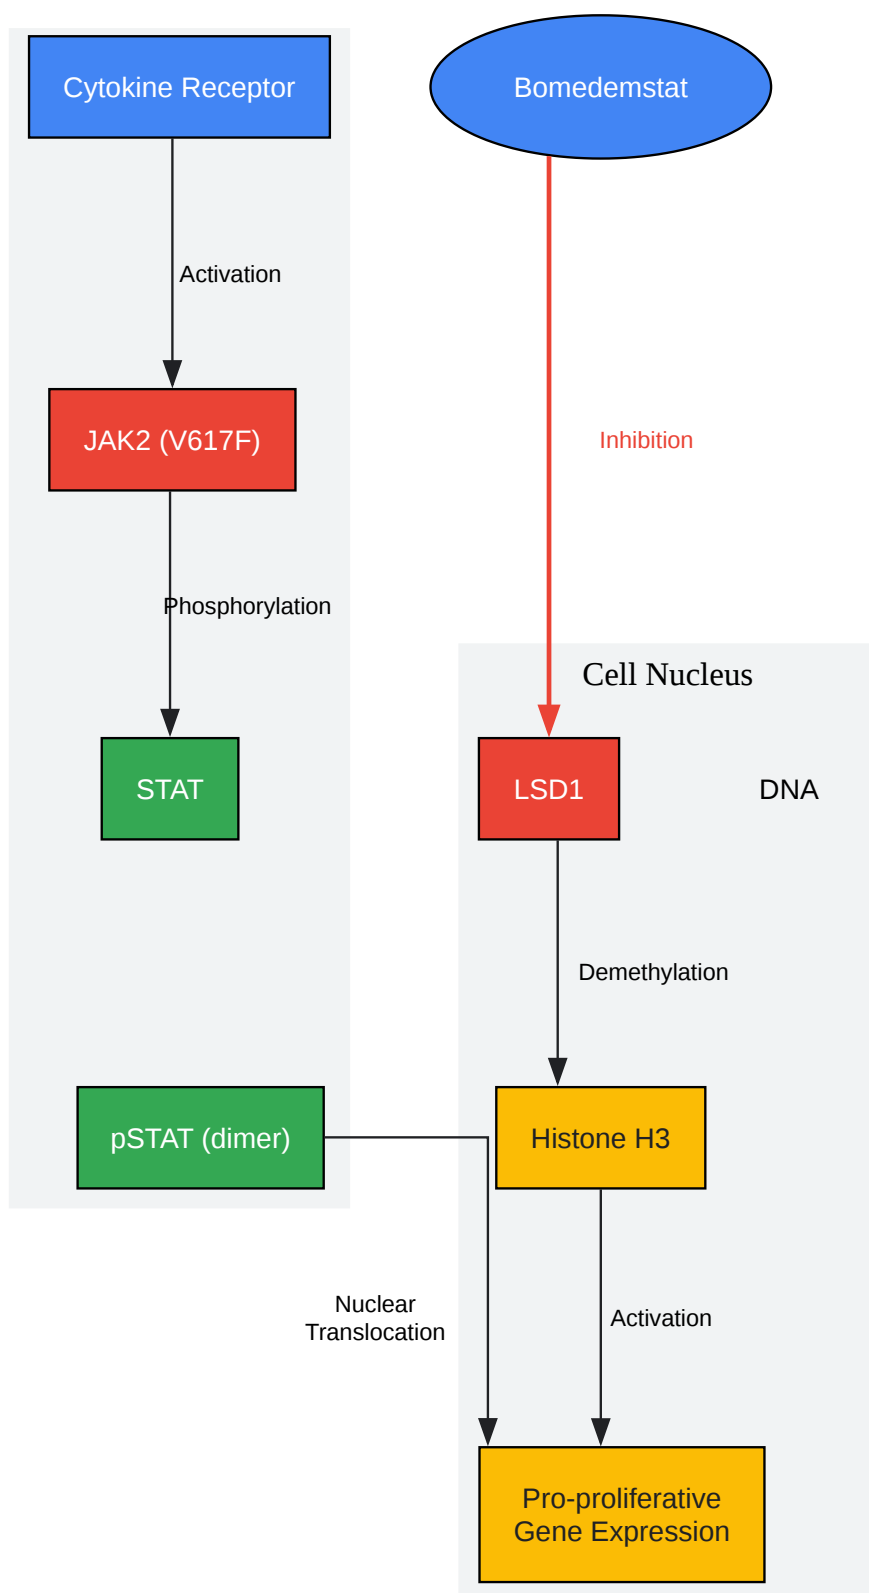 Cytokine Receptor
Bomedemstat
Activation
JAK2 (V617F)
Inhibition
Phosphorylation
Cell Nucleus
STAT
LSD1
DNA
Demethylation
pSTAT (dimer)
Histone H3
Nuclear
Translocation
Activation
Pro-proliferative
Gene Expression